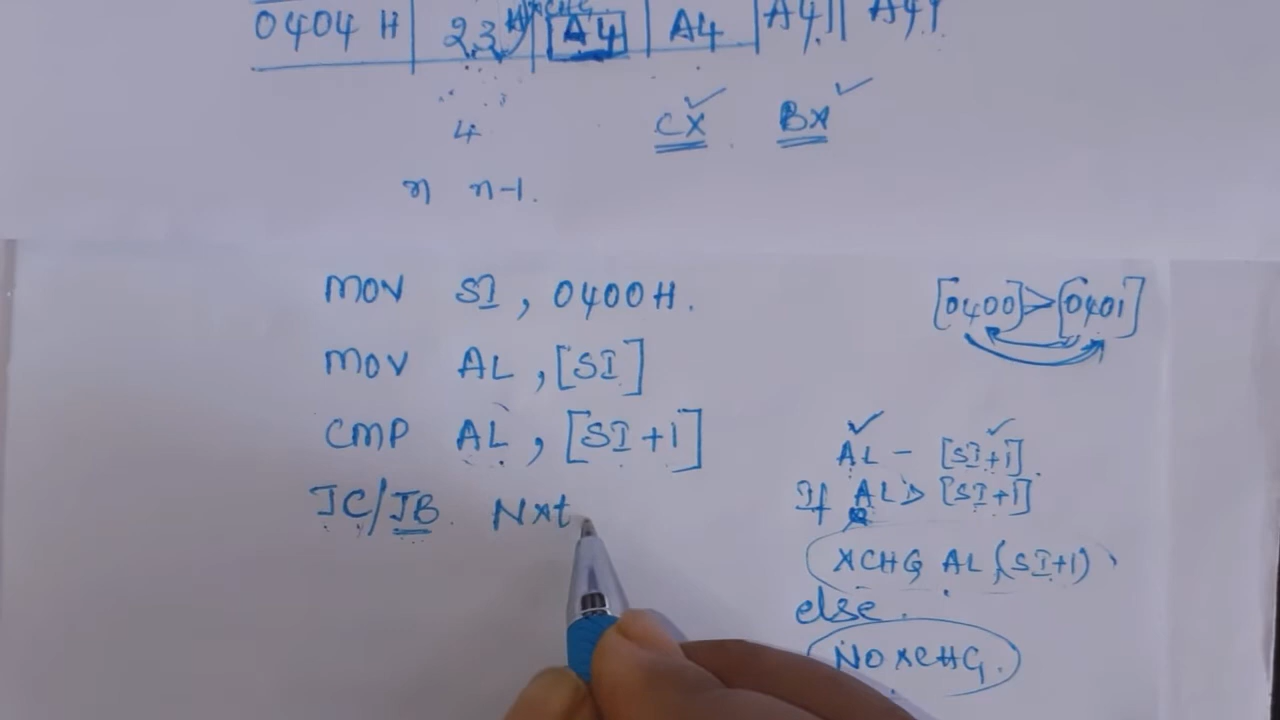 0404 H 23 A4 A4 A4 A4
4 CX BX
n n-1.
MOV SI, 0400H.
MOV AL, [SI]
CMP AL, [SI+1]
JC/JB. Nxt
[0400]>[0401]
AL - [SI+1].
If AL> [SI+1]
XCHG AL, (SI+1)
else.
NO XCHG.